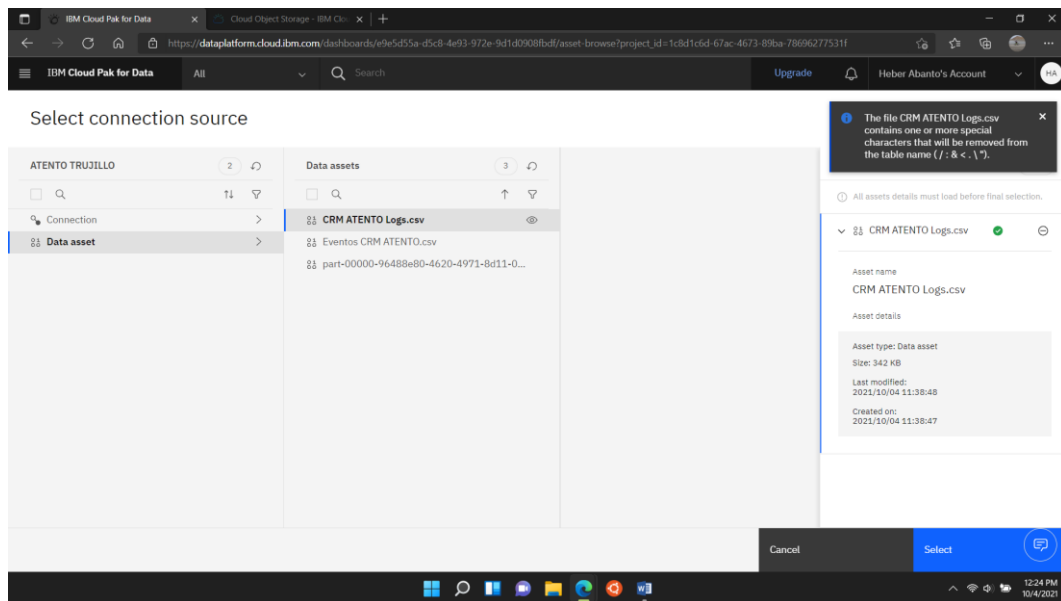 IBM Cloud Pak for Data
Cloud Object Storage - IBM Clo
https://dataplatform.cloud.ibm.com/dashboards/e9e5d55a-d5c8-4e93-972e-9d1d0908fbdf/asset-browse?project_id=1c8d1c6d-67ac-4673-89ba-78696277531f
IBM Cloud Pak for Data
All
Search
Upgrade
Heber Abanto's Account
HA
Select connection source
The file CRM ATENTO Logs.csv
contains one or more special
characters that will be removed from
the table name ( / : & < . \ ").
ATENTO TRUJILLO
2
Data assets
3
All assets details must load before final selection.
Connection
Data asset
CRM ATENTO Logs.csv
Eventos CRM ATENTO.csv
part-00000-96488e80-4620-4971-8d11-0...
CRM ATENTO Logs.csv
Asset name
CRM ATENTO Logs.csv
Asset details
Asset type: Data asset
Size: 342 KB
Last modified:
2021/10/04 11:38:48
Created on:
2021/10/04 11:38:47
Cancel
Select
12:24 PM
10/4/2021